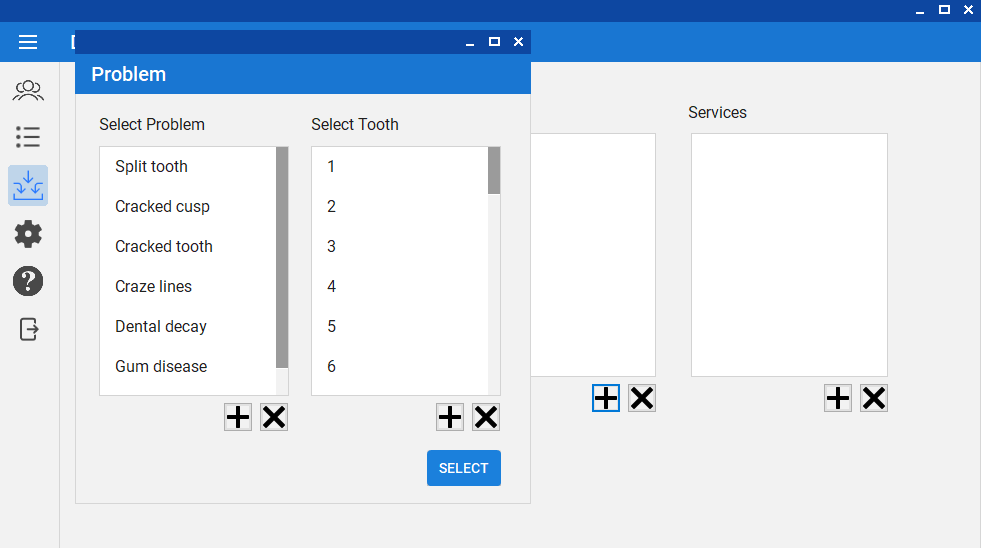 Problem
Select Problem
Select Tooth
Services
Split tooth
Cracked cusp
Cracked tooth
Craze lines
Dental decay
Gum disease
1
2
3
4
5
6
SELECT